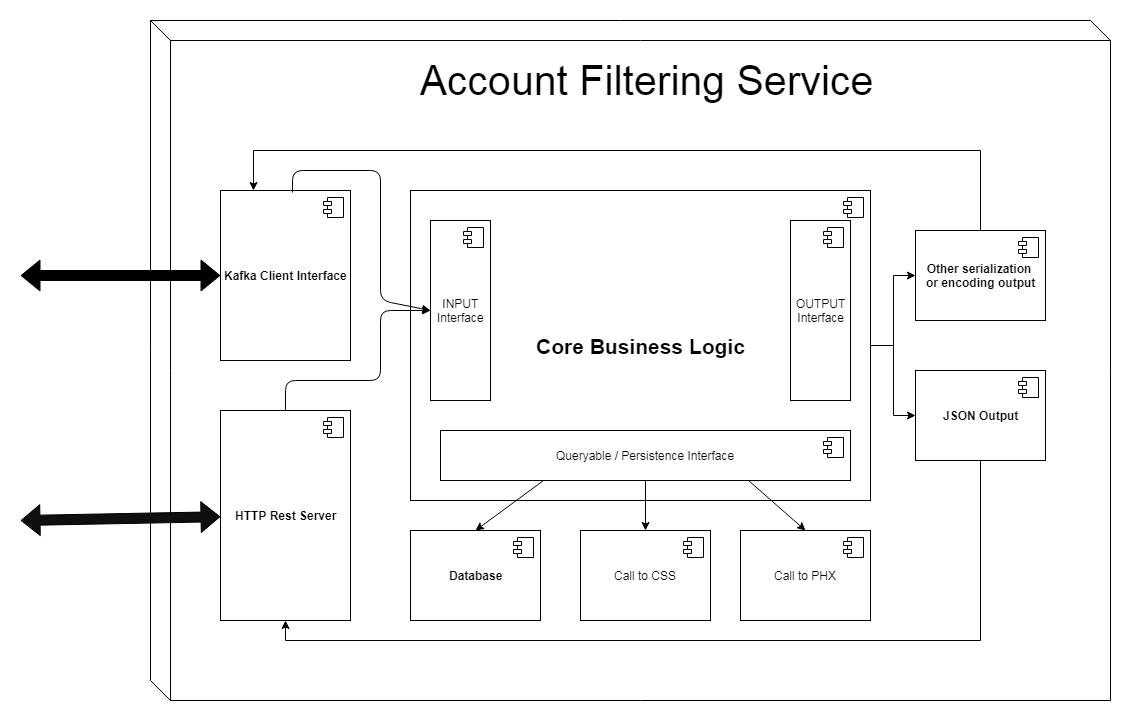 Account Filtering Service
Kafka Client Interface
INPUT
Interface
OUTPUT
Interface
Core Business Logic
Other serialization
or encoding output
JSON Output
Queryable / Persistence Interface
HTTP Rest Server
Database
Call to CSS
Call to PHX